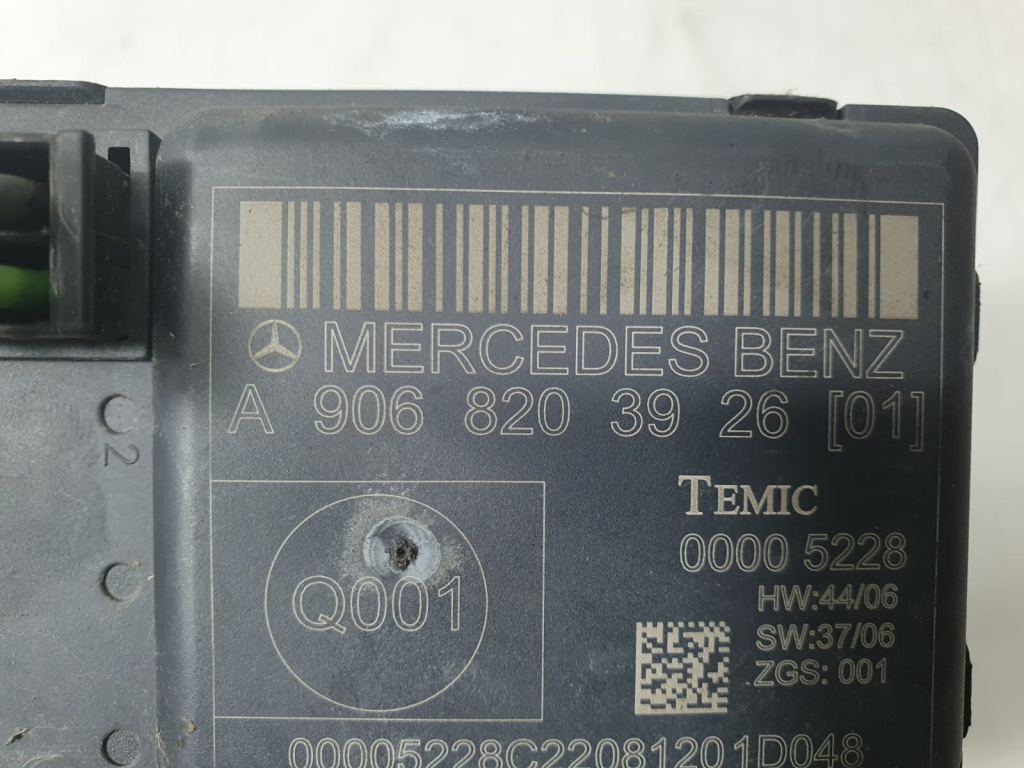 MERCEDES BENZ
A 906 820 39 26 [01]
TEMIC
0000 5228
HW:44/06
SW:37/06
ZGS: 001
Q001
2
00005228C22081201D048